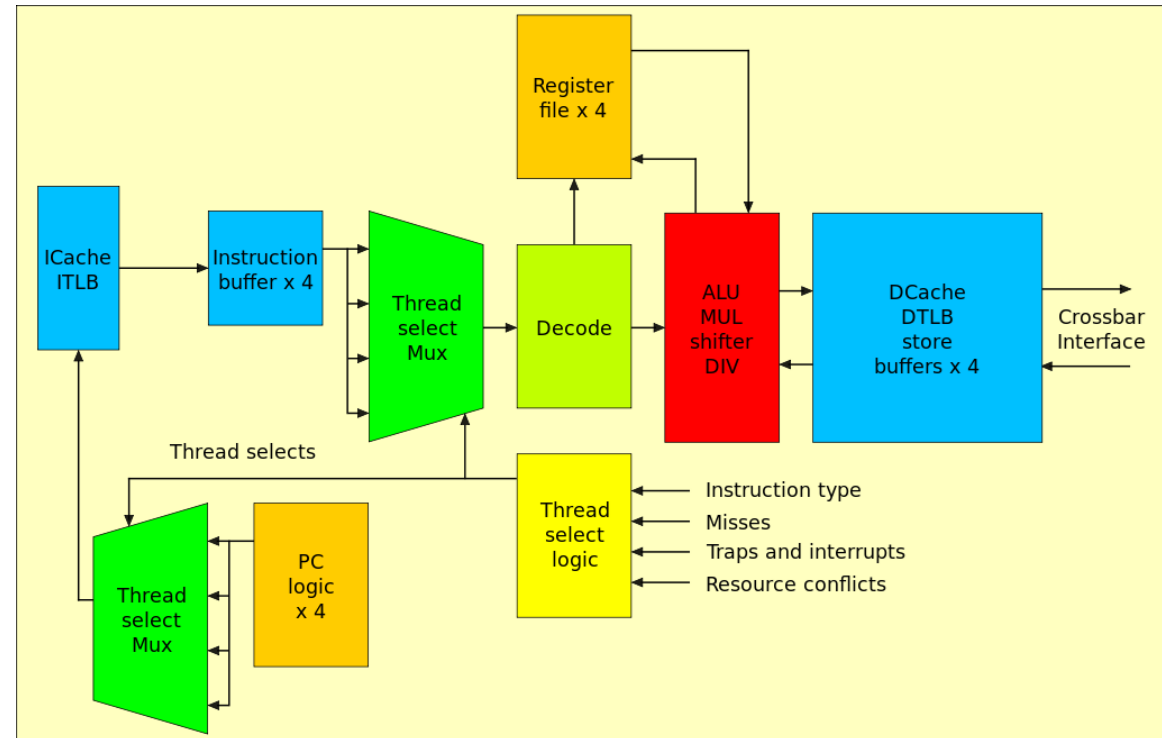 Register
file x 4
ICache
ITLB
Instruction
buffer x 4
Thread
select
Mux
Decode
ALU
MUL
shifter
DIV
DCache
DTLB
store
buffers x 4
Crossbar
Interface
Thread selects
Thread
select
logic
Instruction type
Misses
Traps and interrupts
Resource conflicts
Thread
select
Mux
PC
logic
x 4